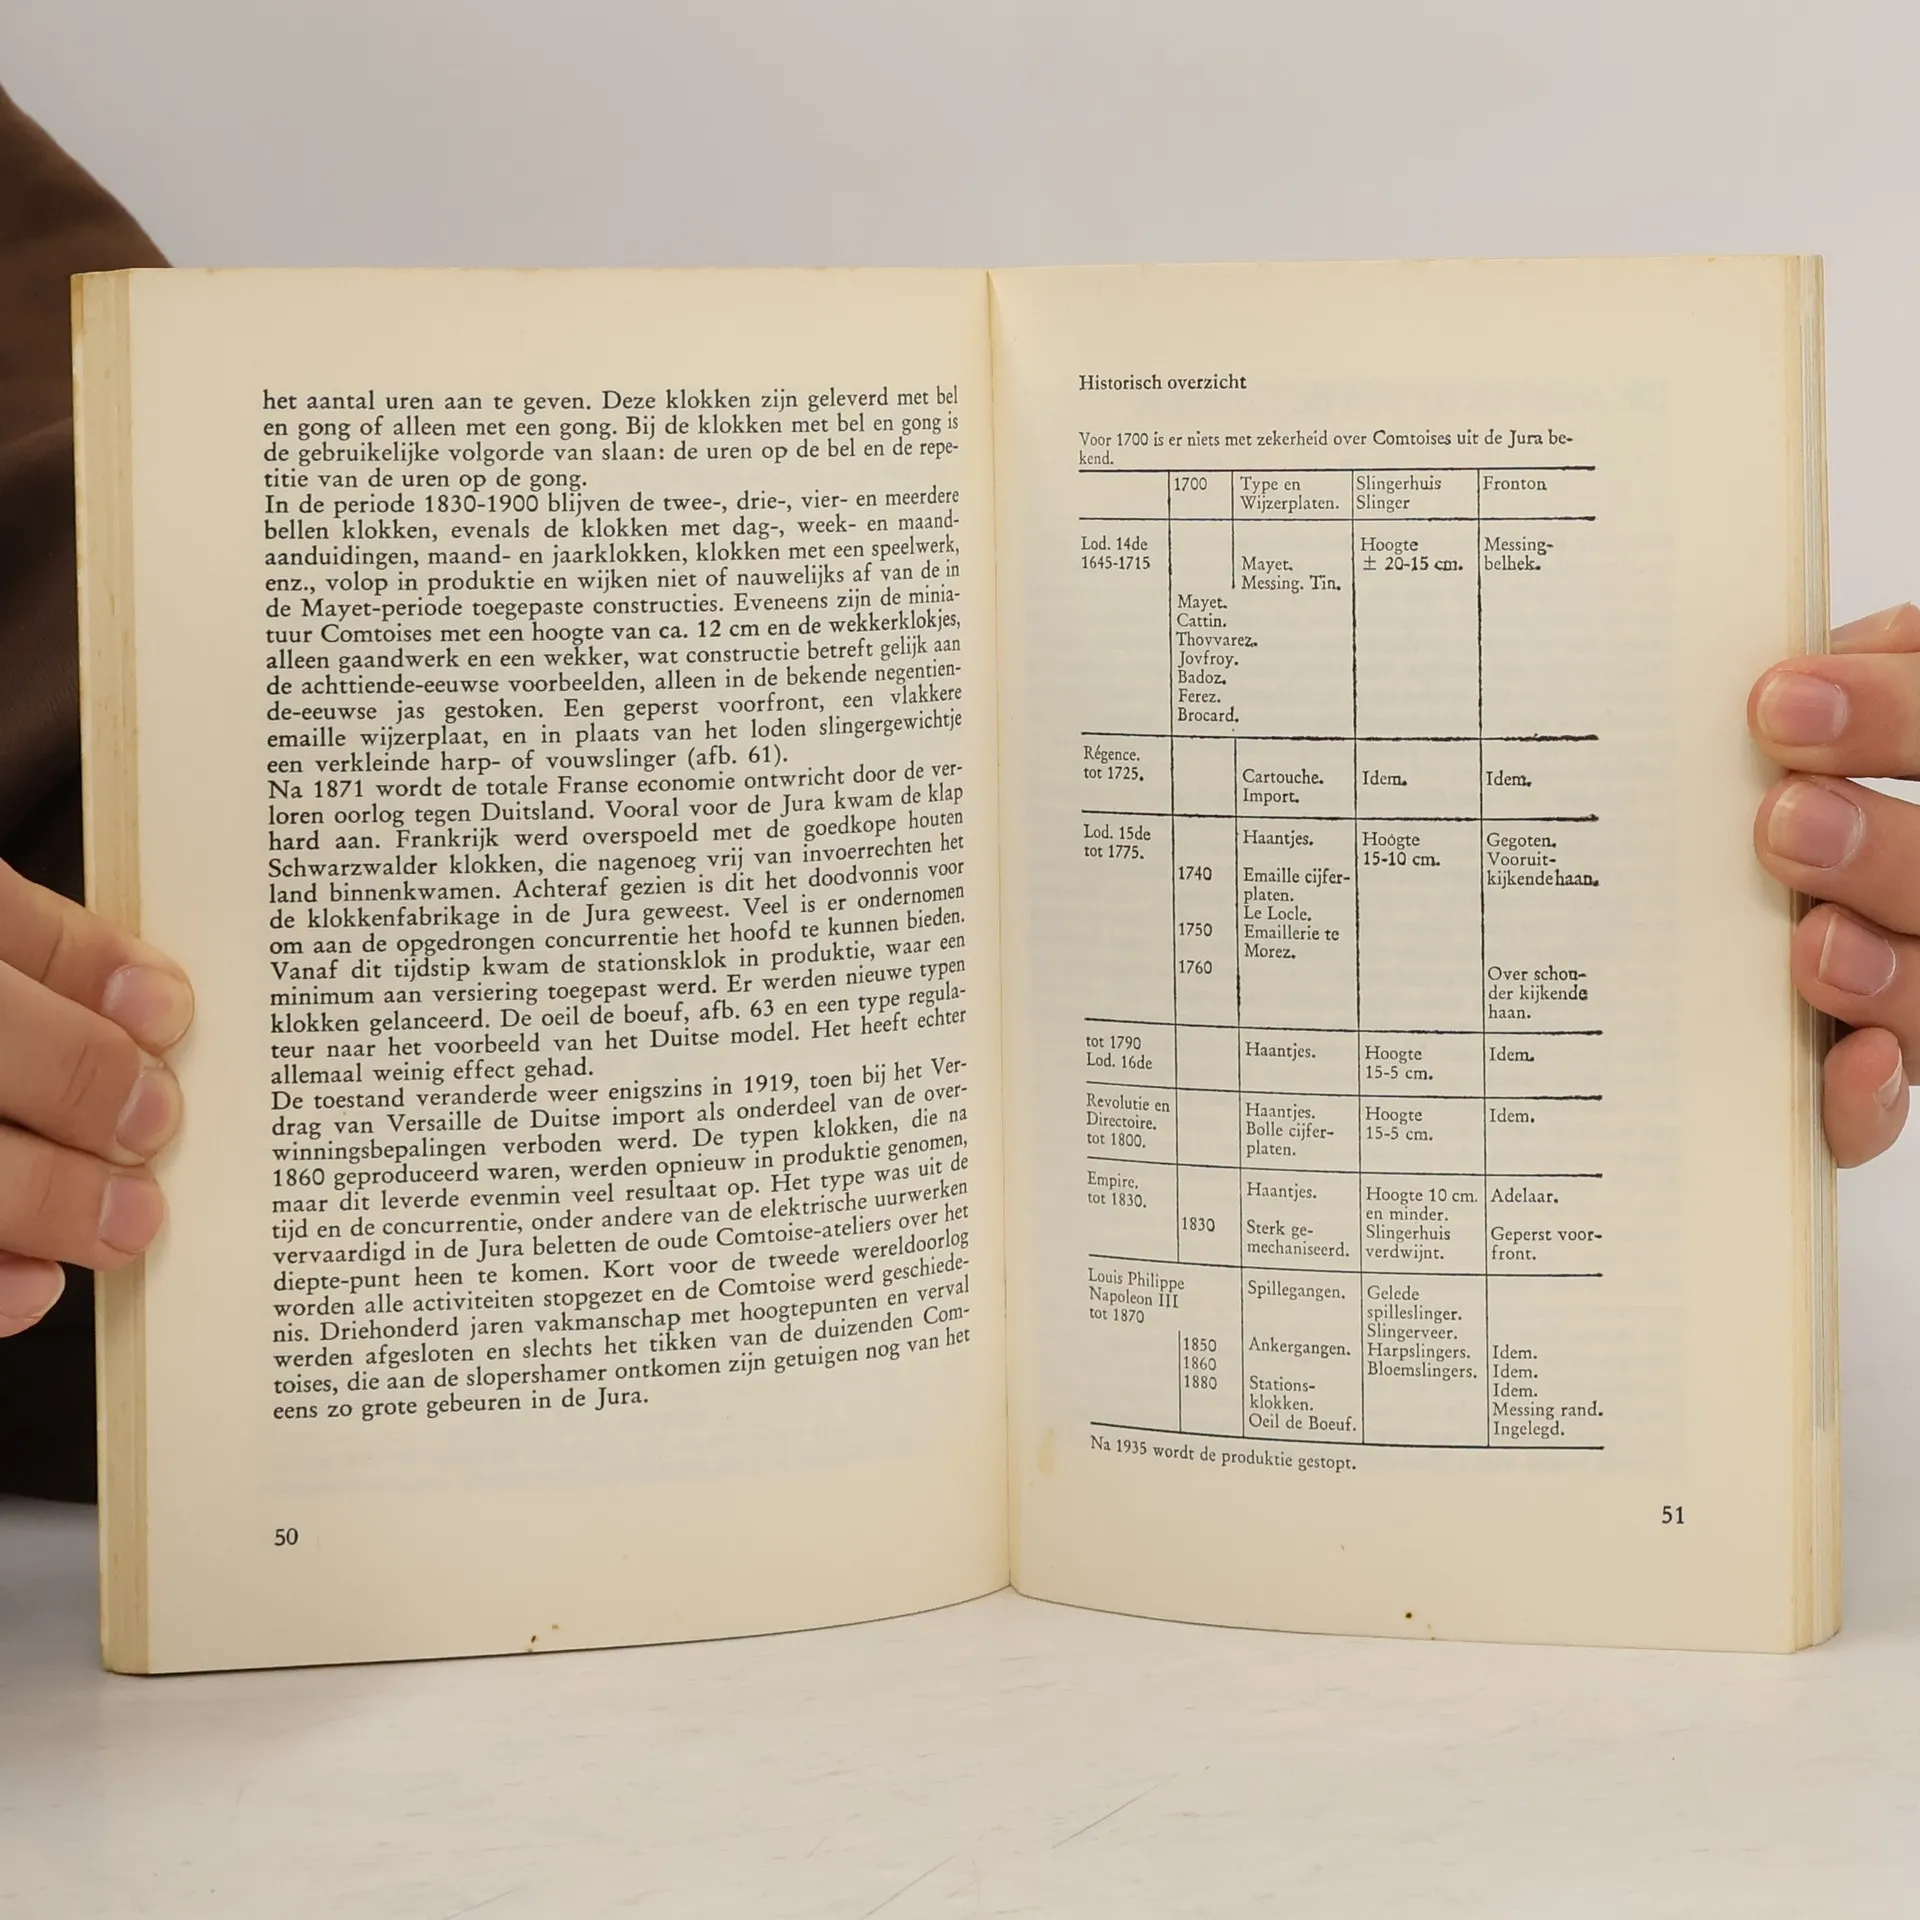 het aantal uren aan te geven. Deze klokken zijn geleverd met bel
en gong of alleen met een gong. Bij de klokken met bel en gong is
de gebruikelijke volgorde van slaan: de uren op de bel en de repe-
titie van de uren op de gong.
In de periode 1830-1900 blijven de twee-, drie-, vier- en meerdere
bellen klokken, evenals de klokken met dag-, week- en maand-
aanduidingen, maand- en jaarklokken, klokken met een speelwerk,
enz., volop in produktie en wijken niet of nauwelijks af van de in
de Mayet-periode toegepaste constructies. Eveneens zijn de minia-
tuur Comtoises met een hoogte van ca. 12 cm en de wekkerklokjes,
alleen gaandwerk en een wekker, wat constructie betreft gelijk aan
de achttiende-eeuwse voorbeelden, alleen in de bekende negentien-
de-eeuwse jas gestoken. Een geperst voorfront, een vlakkere
emaille wijzerplaat, en in plaats van het loden slingergewichtje
een verkleinde harp- of vouwslinger (afb. 61).
Na 1871 wordt de totale Franse economie ontwricht door de ver-
loren oorlog tegen Duitsland. Vooral voor de Jura kwam de klap
hard aan. Frankrijk werd overspoeld met de goedkope houten
Schwarzwalder klokken, die nagenoeg vrij van invoerrechten het
land binnenkwamen. Achteraf gezien is dit het doodvonnis voor
de klokkenfabrikage in de Jura geweest. Veel is er ondernomen
om aan de opgedrongen concurrentie het hoofd te kunnen bieden.
Vanaf dit tijdstip kwam de stationsklok in produktie, waar een
minimum aan versiering toegepast werd. Er werden nieuwe typen
klokken gelanceerd. De oeil de boeuf, afb. 63 en een type regula-
teur naar het voorbeeld van het Duitse model. Het heeft echter
allemaal weinig effect gehad.
De toestand veranderde weer enigszins in 1919, toen bij het Ver-
drag van Versaille de Duitse import als onderdeel van de over-
winningsbepalingen verboden werd. De typen klokken, die na
1860 geproduceerd waren, werden opnieuw in produktie genomen,
maar dit leverde evenmin veel resultaat op. Het type was uit de
tijd en de concurrentie, onder andere van de elektrische uurwerken
vervaardigd in de Jura beletten de oude Comtoise-ateliers over het
diepte-punt heen te komen. Kort voor de tweede wereldoorlog
worden alle activiteiten stopgezet en de Comtoise werd geschiede-
nis. Driehonderd jaren vakmanschap met hoogtepunten en verval
werden afgesloten en slechts het tikken van de duizenden Com-
toises, die aan de slopershamer ontkomen zijn getuigen nog van het
eens zo grote gebeuren in de Jura.
50
Historisch overzicht
Voor 1700 is er niets met zekerheid over Comtoises uit de Jura be-
kend.
1700 Type en Slingerhuis Fronton
Wijzerplaten. Slinger
Lod. 14de Hoogte Messing-
1645-1715 Mayet. ± 20-15 cm. belhek.
Messing. Tin.
Mayet.
Cattin.
Thovvarez.
Jovfroy.
Badoz.
Ferez.
Brocard.
Régence.
tot 1725. Cartouche. Idem. Idem.
Import.
Lod. 15de Haantjes. Hoogte Gegoten.
tot 1775. 15-10 cm. Vooruit-
1740 Emaille cijfer- kijkende haan.
platen.
Le Locle.
1750 Emaillerie te
Morez.
1760 Over schou-
der kijkende
haan.
tot 1790 Haantjes. Hoogte Idem.
Lod. 16de 15-5 cm.
Revolutie en Haantjes. Hoogte Idem.
Directoire. Bolle cijfer- 15-5 cm.
tot 1800. platen.
Empire. Haantjes. Hoogte 10 cm. Adelaar.
tot 1830. en minder.
1830 Sterk ge- Slingerhuis Geperst voor-
mechaniseerd. verdwijnt. front.
Louis Philippe Spillegangen. Gelede
Napoleon III spilleslinger.
tot 1870 Slingerveer.
1850 Ankergangen. Harpslingers. Idem.
1860 Bloemslingers. Idem.
1880 Stations- Idem.
klokken. Messing rand.
Oeil de Boeuf. Ingelegd.
Na 1935 wordt de produktie gestopt.
51